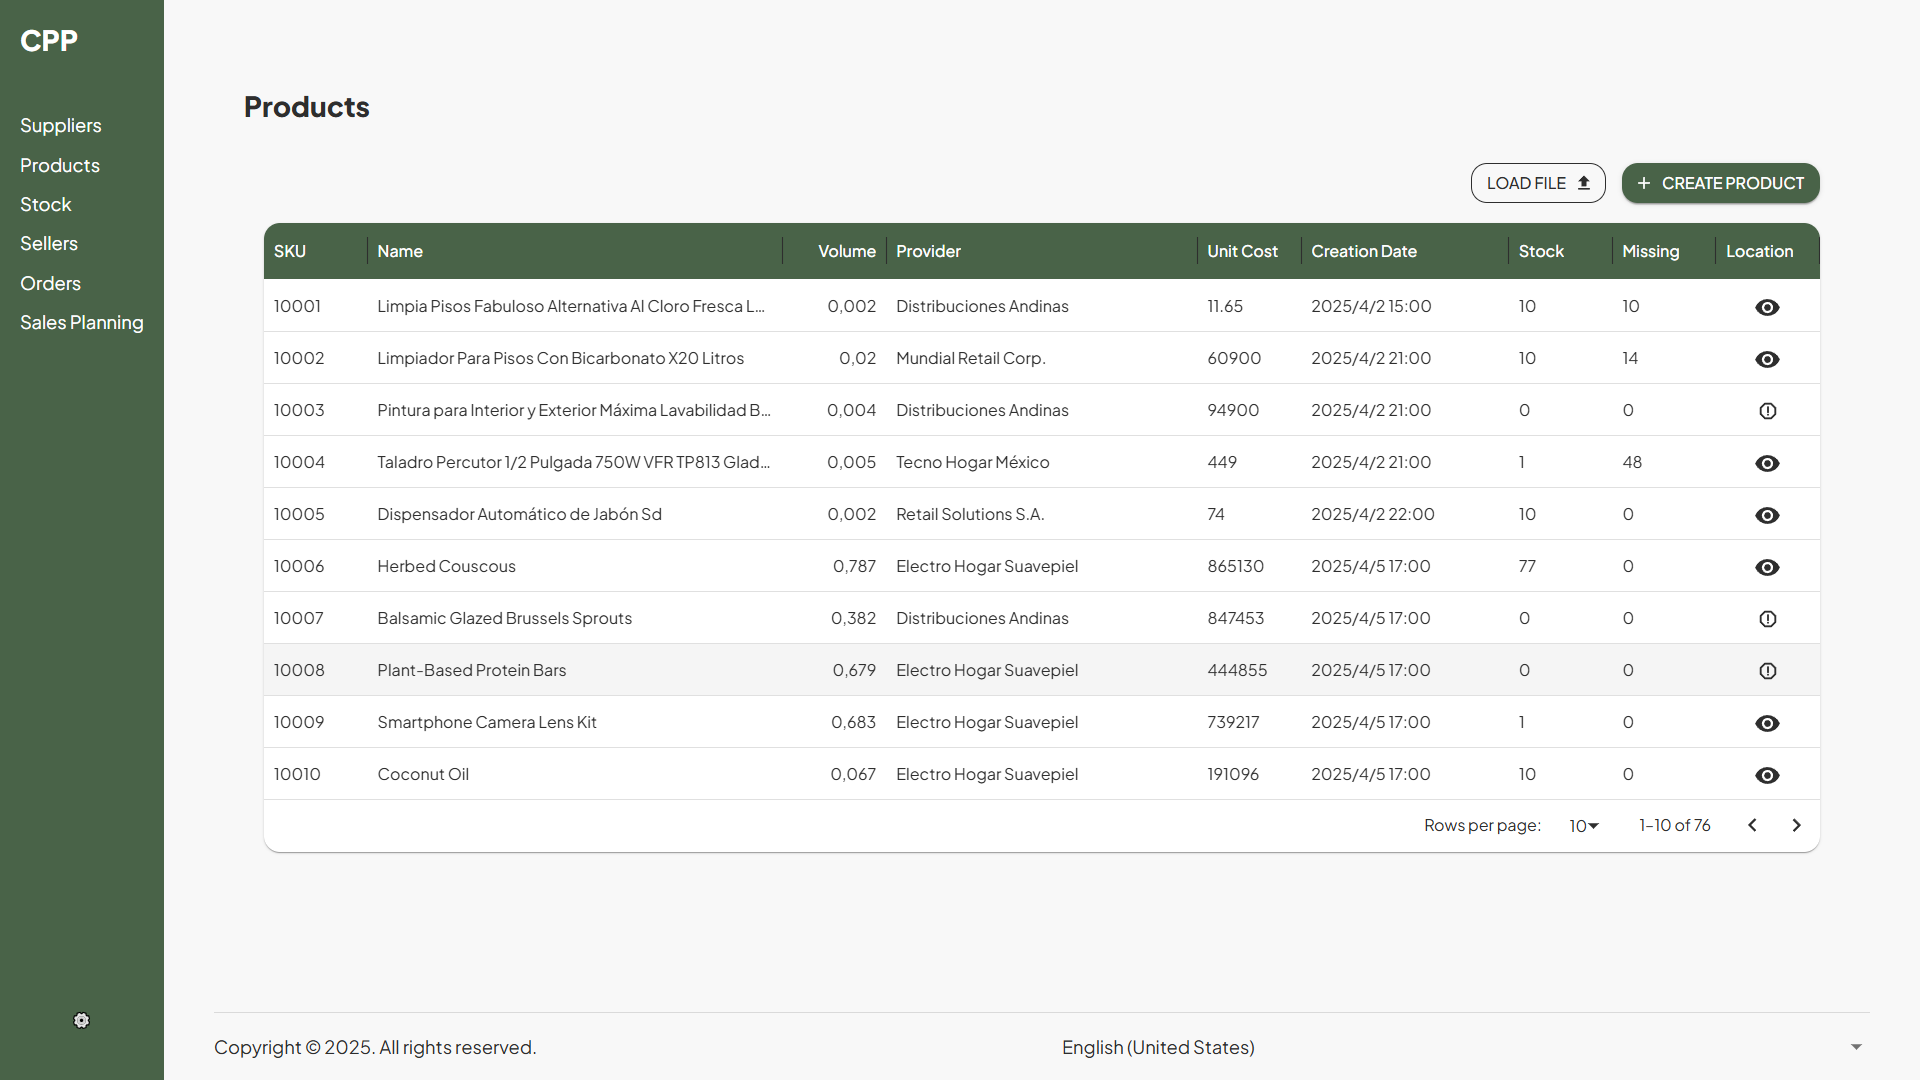 CPP
Suppliers
Products
Stock
Sellers
Orders
Sales Planning
Products
LOAD FILE
+ CREATE PRODUCT
SKU Name Volume Provider Unit Cost Creation Date Stock Missing Location
10001 Limpia Pisos Fabuloso Alternativa Al Cloro Fresca L... 0,002 Distribuciones Andinas 11.65 2025/4/2 15:00 10 10
10002 Limpiador Para Pisos Con Bicarbonato X20 Litros 0,02 Mundial Retail Corp. 60900 2025/4/2 21:00 10 14
10003 Pintura para Interior y Exterior Máxima Lavabilidad B... 0,004 Distribuciones Andinas 94900 2025/4/2 21:00 0 0
10004 Taladro Percutor 1/2 Pulgada 750W VFR TP813 Glad... 0,005 Tecno Hogar México 449 2025/4/2 21:00 1 48
10005 Dispensador Automático de Jabón Sd 0,002 Retail Solutions S.A. 74 2025/4/2 22:00 10 0
10006 Herbed Couscous 0,787 Electro Hogar Suavepiel 865130 2025/4/5 17:00 77 0
10007 Balsamic Glazed Brussels Sprouts 0,382 Distribuciones Andinas 847453 2025/4/5 17:00 0 0
10008 Plant-Based Protein Bars 0,679 Electro Hogar Suavepiel 444855 2025/4/5 17:00 0 0
10009 Smartphone Camera Lens Kit 0,683 Electro Hogar Suavepiel 739217 2025/4/5 17:00 1 0
10010 Coconut Oil 0,067 Electro Hogar Suavepiel 191096 2025/4/5 17:00 10 0
Rows per page: 10 1–10 of 76
Copyright © 2025. All rights reserved. English (United States)